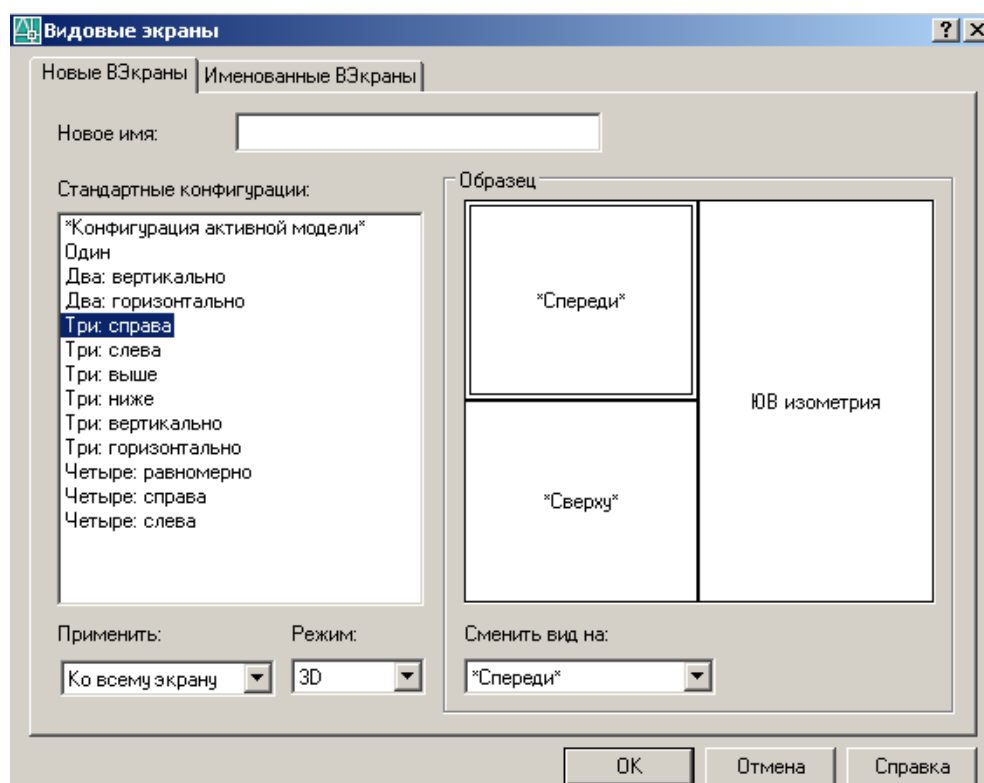 Видовые экраны
Новые ВЭкраны
Именованные ВЭкраны
Новое имя:
Стандартные конфигурации:
*Конфигурация активной модели*
Один
Два: вертикально
Два: горизонтально
Три: справа
Три: слева
Три: выше
Три: ниже
Три: вертикально
Три: горизонтально
Четыре: равномерно
Четыре: справа
Четыре: слева
Образец
*Спереди*
*Сверху*
ЮВ изометрия
Применить:
Режим:
Сменить вид на:
Ко всему экрану
3D
*Спереди*
OK
Отмена
Справка